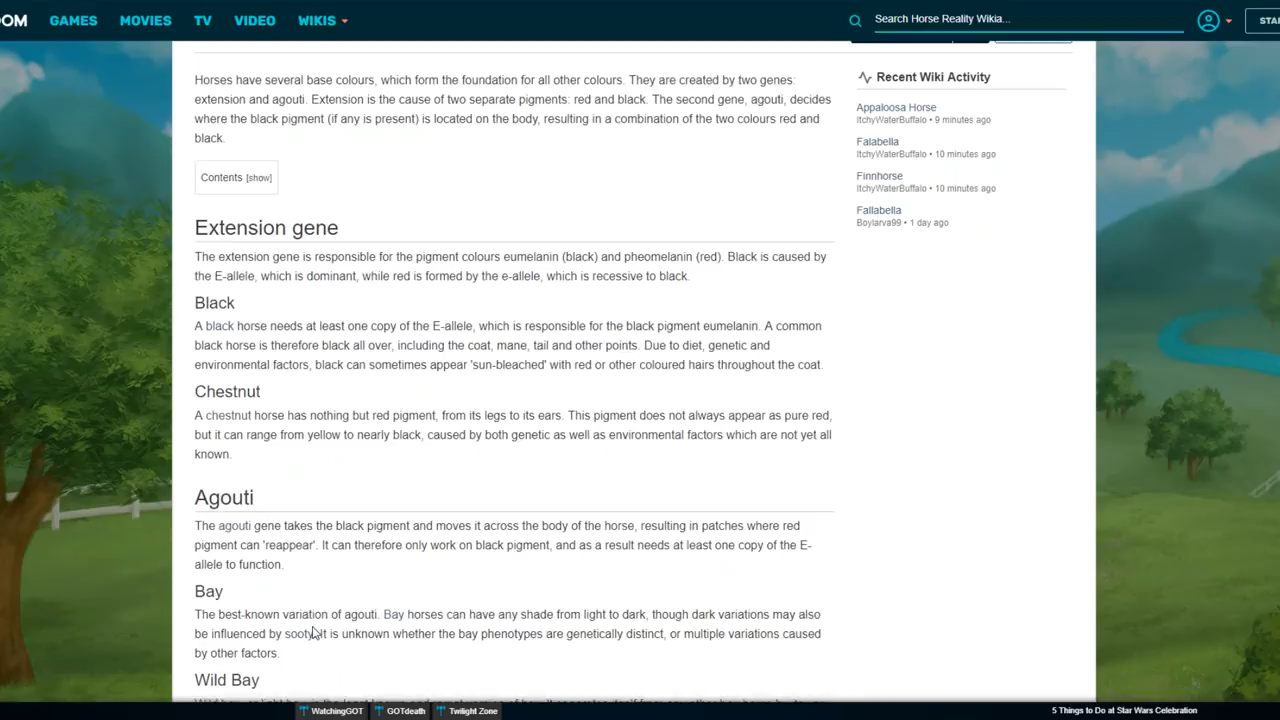 OM GAMES MOVIES TV VIDEO WIKIS Search Horse Reality Wikia... STAR
Horses have several base colours, which form the foundation for all other colours. They are created by two genes:
extension and agouti. Extension is the cause of two separate pigments: red and black. The second gene, agouti, decides
where the black pigment (if any is present) is located on the body, resulting in a combination of the two colours red and
black.
Contents [show]
Extension gene
The extension gene is responsible for the pigment colours eumelanin (black) and pheomelanin (red). Black is caused by
the E-allele, which is dominant, while red is formed by the e-allele, which is recessive to black.
Black
A black horse needs at least one copy of the E-allele, which is responsible for the black pigment eumelanin. A common
black horse is therefore black all over, including the coat, mane, tail and other points. Due to diet, genetic and
environmental factors, black can sometimes appear 'sun-bleached' with red or other coloured hairs throughout the coat.
Chestnut
A chestnut horse has nothing but red pigment, from its legs to its ears. This pigment does not always appear as pure red,
but it can range from yellow to nearly black, caused by both genetic as well as environmental factors which are not yet all
known.
Agouti
The agouti gene takes the black pigment and moves it across the body of the horse, resulting in patches where red
pigment can 'reappear'. It can therefore only work on black pigment, and as a result needs at least one copy of the E-
allele to function.
Bay
The best-known variation of agouti. Bay horses can have any shade from light to dark, though dark variations may also
be influenced by sooty. It is unknown whether the bay phenotypes are genetically distinct, or multiple variations caused
by other factors.
Wild Bay
Recent Wiki Activity
Appaloosa Horse
ItchyWaterBuffalo • 9 minutes ago
Falabella
ItchyWaterBuffalo • 10 minutes ago
Finnhorse
ItchyWaterBuffalo • 10 minutes ago
Fallabella
Boylarva99 • 1 day ago
WatchingGOT GOTdeath Twilight Zone 5 Things to Do at Star Wars Celebration